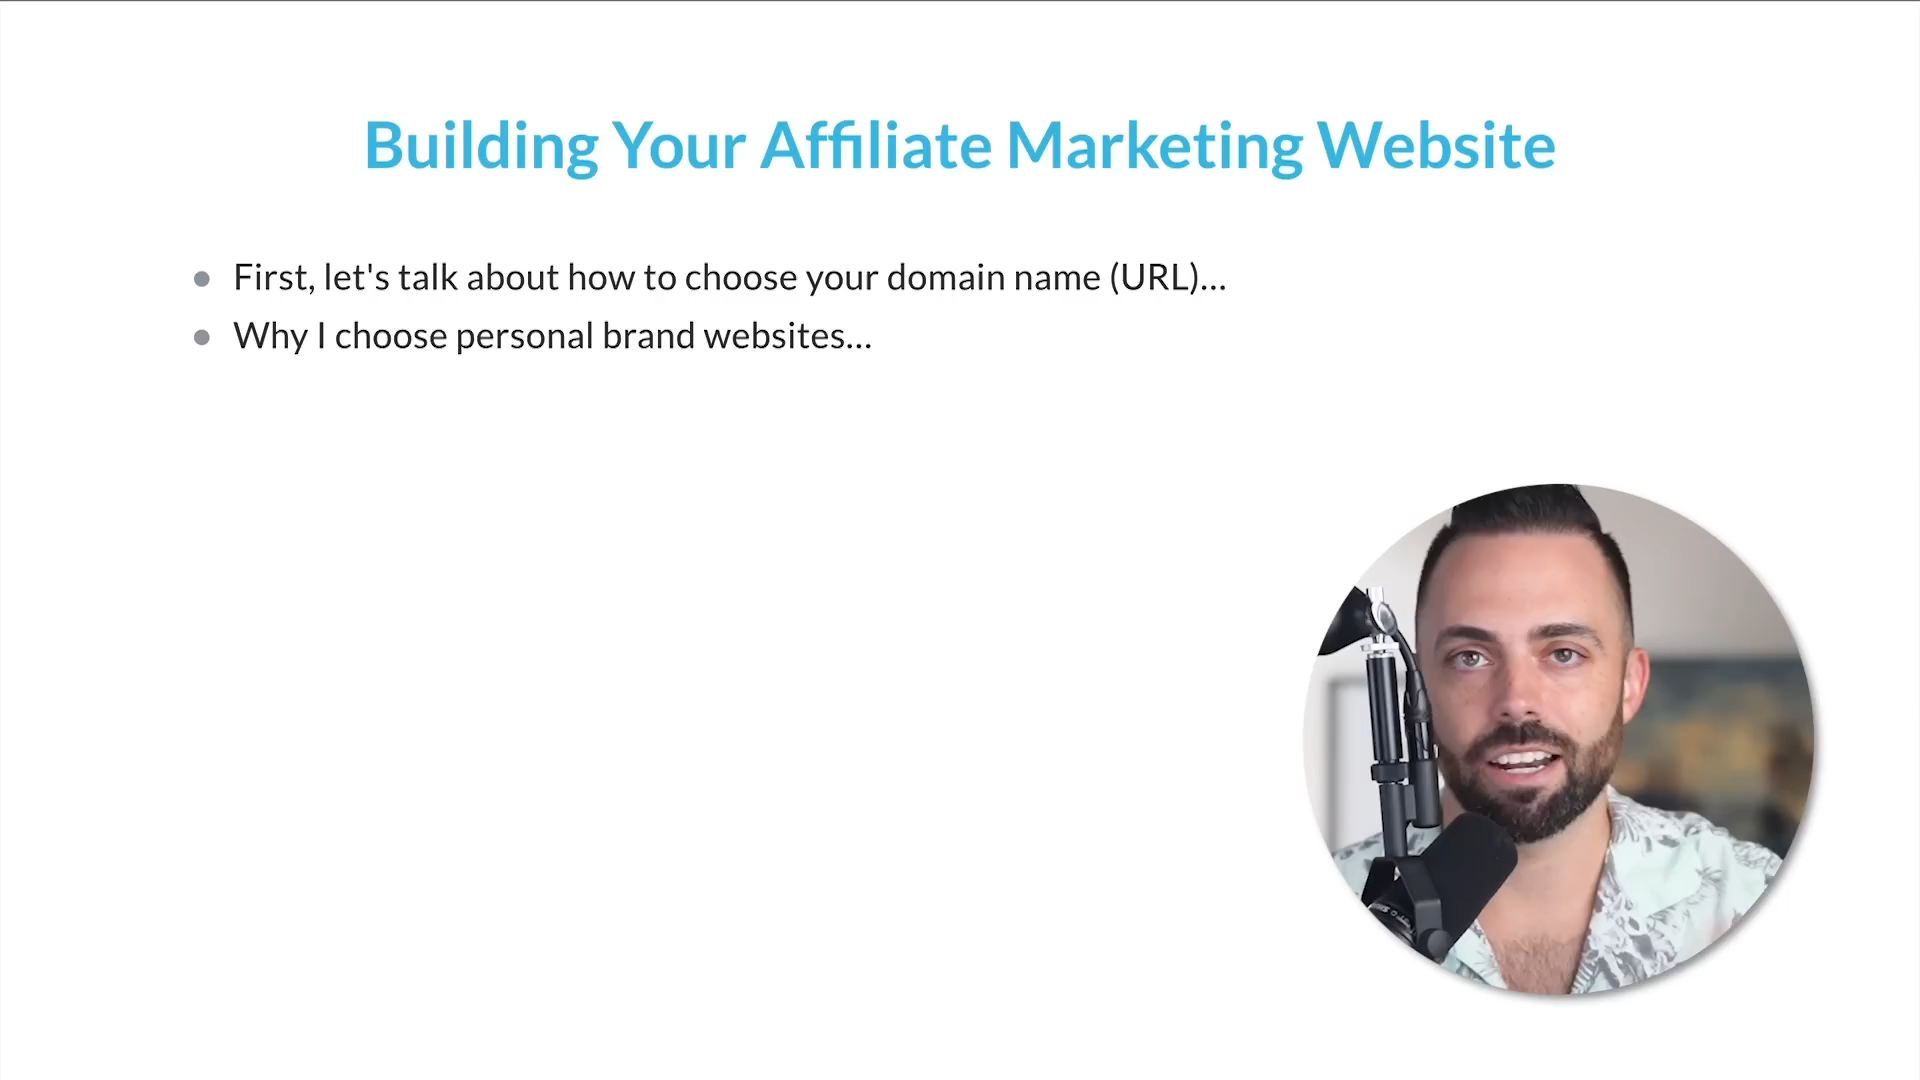 Building Your Affiliate Marketing Website
First, let's talk about how to choose your domain name (URL)...
Why I choose personal brand websites...